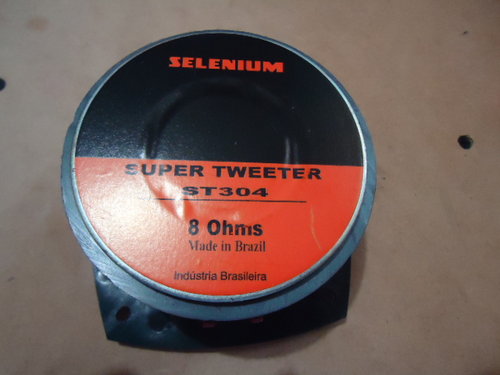 SELENIUM
SUPER TWEETER
ST304
8 Ohms
Made in Brazil
Indústria Brasileira